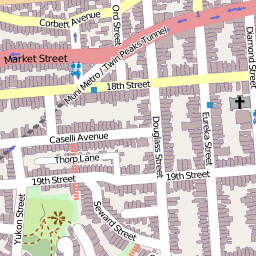 Corbett Avenue
Ord Street
Market Street
Muni Metro / Twin Peaks Tunnel
Diamond Street
18th Street
Caselli Avenue
Douglass Street
Eureka Street
Thorp Lane
19th Street
19th Street
Yukon Street
Seward Street